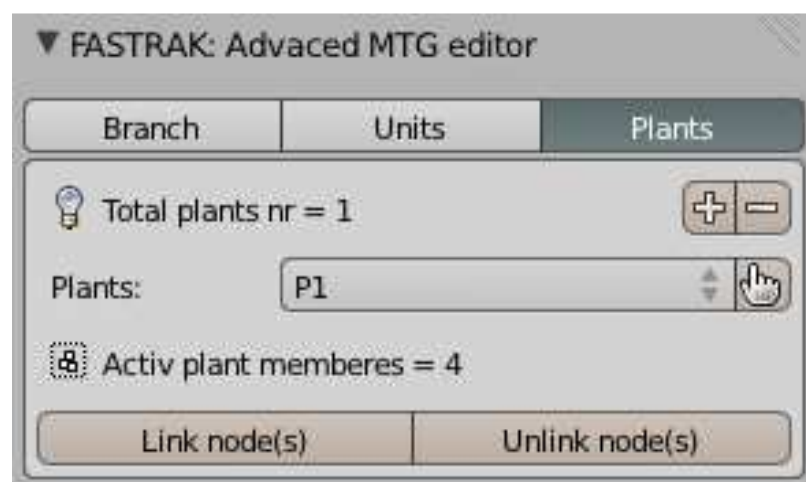 FASTRAK: Advaced MTG editor
Branch Units Plants
Total plants nr = 1
Plants: P1
Activ plant memberes = 4
Link node(s) Unlink node(s)